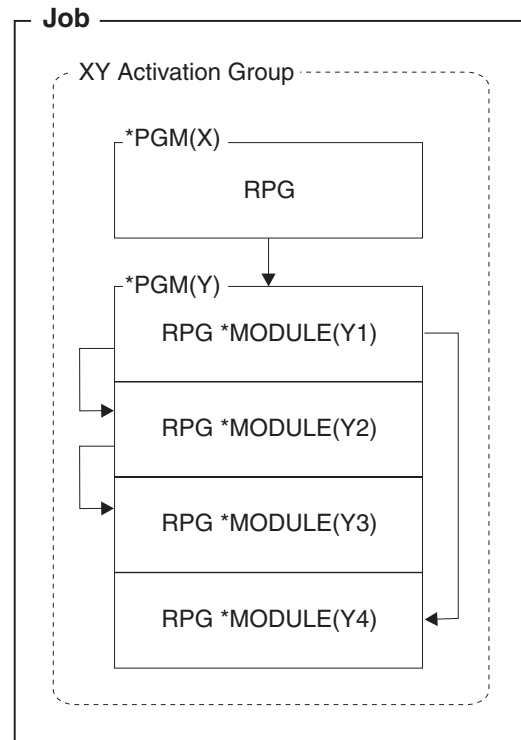 Job
XY Activation Group
*PGM(X)
RPG
*PGM(Y)
RPG *MODULE(Y1)
RPG *MODULE(Y2)
RPG *MODULE(Y3)
RPG *MODULE(Y4)